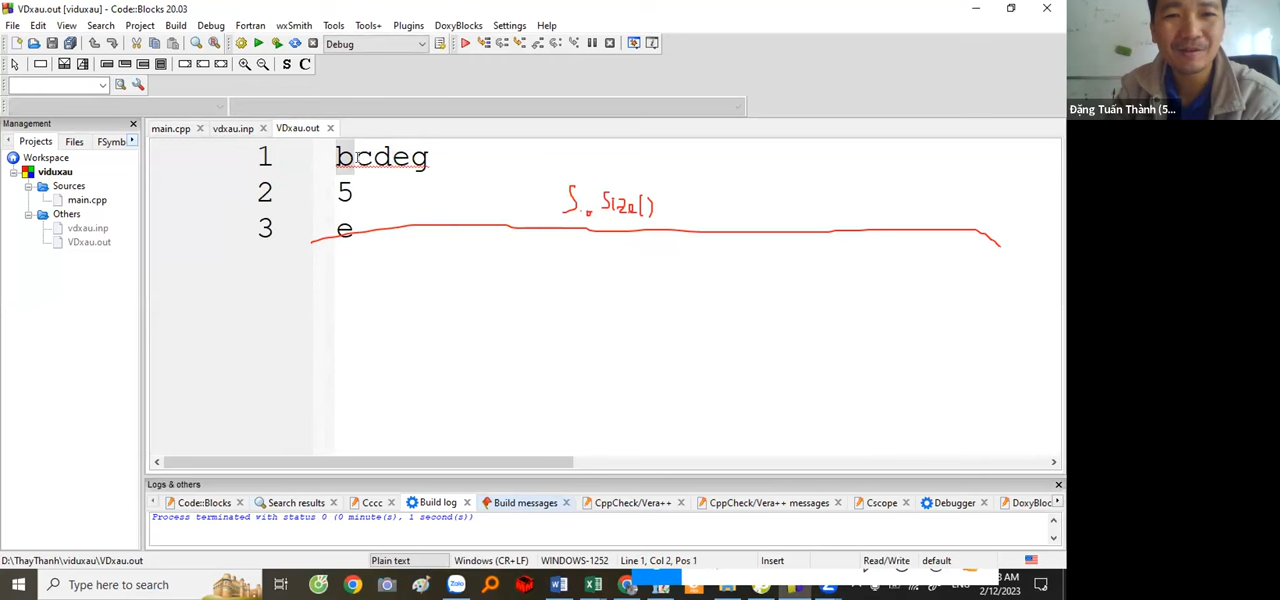 VDxau.out [viduxau] - Code::Blocks 20.03
File Edit View Search Project Build Debug Fortran wxSmith Tools Tools+ Plugins DoxyBlocks Settings Help
Debug
S C
Management
Projects Files FSymb
Workspace
viduxau
Sources
main.cpp
Others
vdxau.inp
VDxau.out
main.cpp vdxau.inp VDxau.out
1 bcdeg
2 5
3 e
S.size()
Đặng Tuấn Thành (5...
Logs & others
Code::Blocks Search results Cccc Build log Build messages CppCheck/Vera++ CppCheck/Vera++ messages Cscope Debugger DoxyBloc
Process terminated with status 0 (0 minute(s), 1 second(s))
D:\ThayThanh\viduxau\VDxau.out Plain text Windows (CR+LF) WINDOWS-1252 Line 1, Col 2, Pos 1 Insert Read/Write default
Type here to search
Zalo
2/12/2023